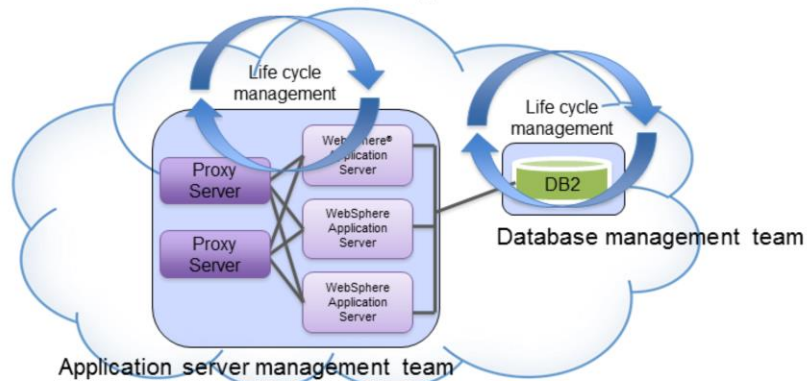 Life cycle
management
Proxy
Server
Proxy
Server
WebSphere®
Application
Server
WebSphere
Application
Server
WebSphere
Application
Server
Application server management team
Life cycle
management
DB2
Database management team